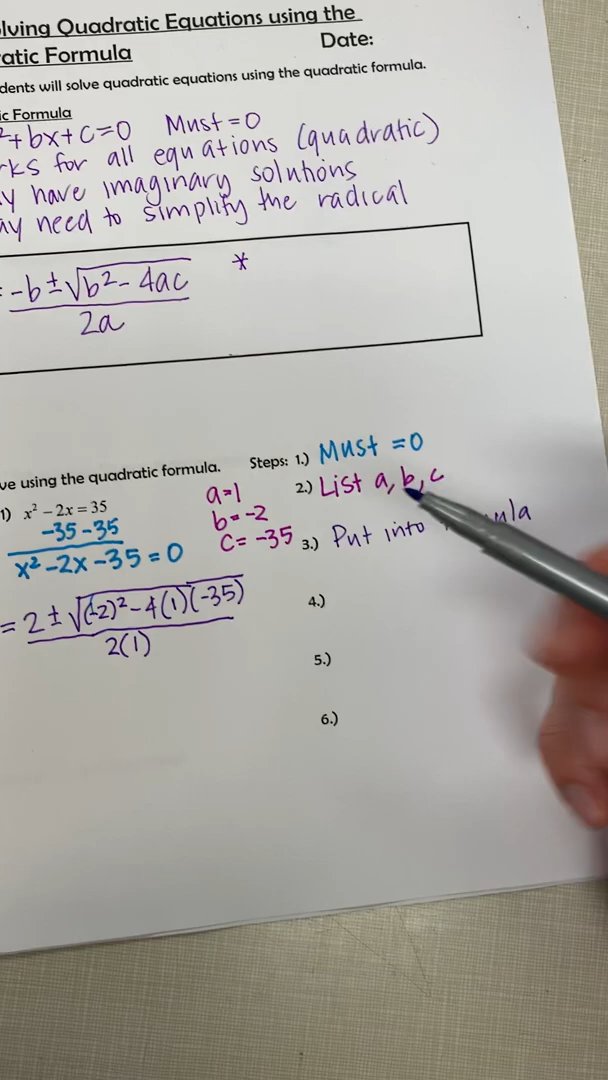 lving Quadratic Equations using the
atic Formula
Date:
dents will solve quadratic equations using the quadratic formula.
ic Formula
²+bx+c=0 Must=0
rks for all equations (quadratic)
y have imaginary solutions
ay need to simplify the radical
= -b±√b²-4ac *
2a
ve using the quadratic formula. Steps: 1.) Must =0
a=1 2.) List a, b, c
1) x² – 2x = 35
-35 -35
b=-2
c= -35 3.) Put into mula
x²-2x-35=0
= 2±√(-2)²-4(1)(-35)
2(1)
4.)
5.)
6.)